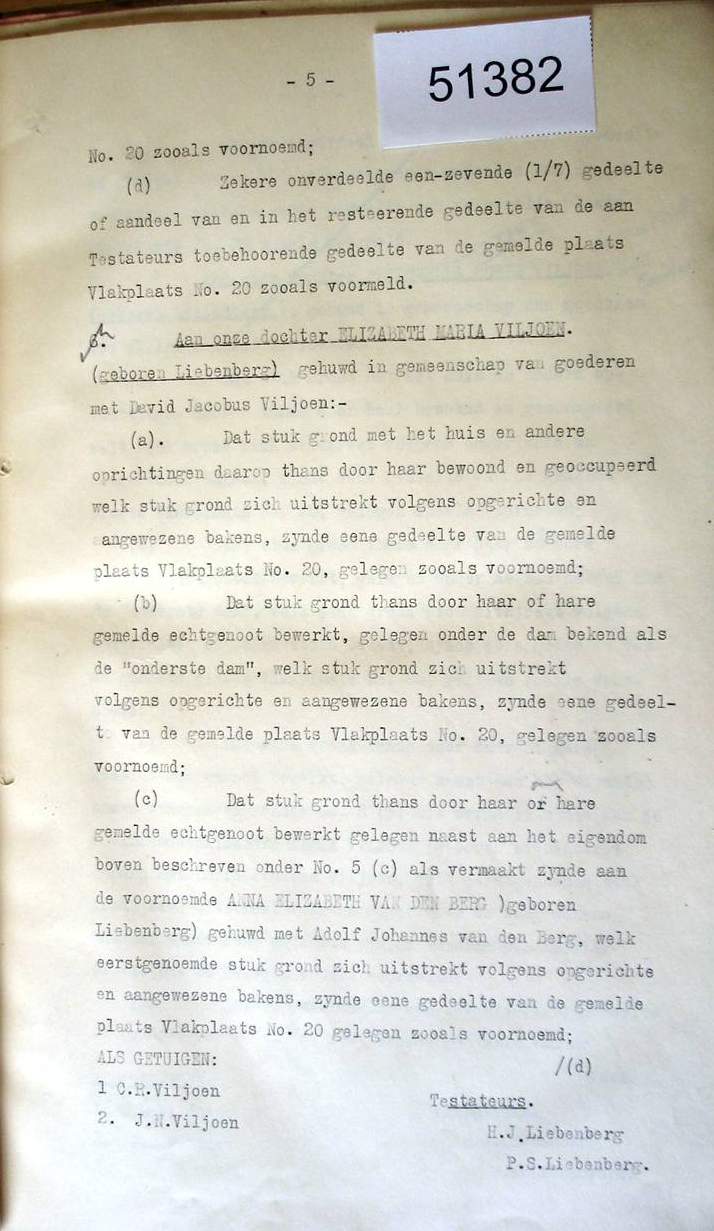 51382
- 5 -
No. 20 zooals voornoemd;
(d) Zekere onverdeelde een-zevende (1/7) gedeelte
of aandeel van en in het resteerende gedeelte van de aan
Testateurs toebehoorende gedeelte van de gemelde plaats
Vlakplaats No. 20 zooals voormeld.
6. Aan onze dochter ELIZABETH MARIA VILJOEN.
(geboren Liebenberg) gehuwd in gemeenschap van goederen
met David Jacobus Viljoen:-
(a). Dat stuk grond met het huis en andere
oprichtingen daarop thans door haar bewoond en geoccupeerd
welk stuk grond zich uitstrekt volgens opgerichte en
aangewezene bakens, zynde eene gedeelte van de gemelde
plaats Vlakplaats No. 20, gelegen zooals voornoemd;
(b) Dat stuk grond thans door haar of hare
gemelde echtgenoot bewerkt, gelegen onder de dam bekend als
de "onderste dam", welk stuk grond zich uitstrekt
volgens opgerichte en aangewezene bakens, zynde eene gedeel-
te van de gemelde plaats Vlakplaats No. 20, gelegen zooals
voornoemd;
(c) Dat stuk grond thans door haar or hare
gemelde echtgenoot bewerkt gelegen naast aan het eigendom
boven beschreven onder No. 5 (c) als vermaakt zynde aan
de voornoemde ANNA ELIZABETH VAN DEN BERG )geboren
Liebenberg) gehuwd met Adolf Johannes van den Berg, welk
eerstgenoemde stuk grond zich uitstrekt volgens opgerichte
en aangewezene bakens, zynde eene gedeelte van de gemelde
plaats Vlakplaats No. 20 gelegen zooals voornoemd;
/(d)
ALS GETUIGEN:
1 C.R.Viljoen
2. J.N.Viljoen
Testateurs.
H.J.Liebenberg
P.S.Liebenberg.